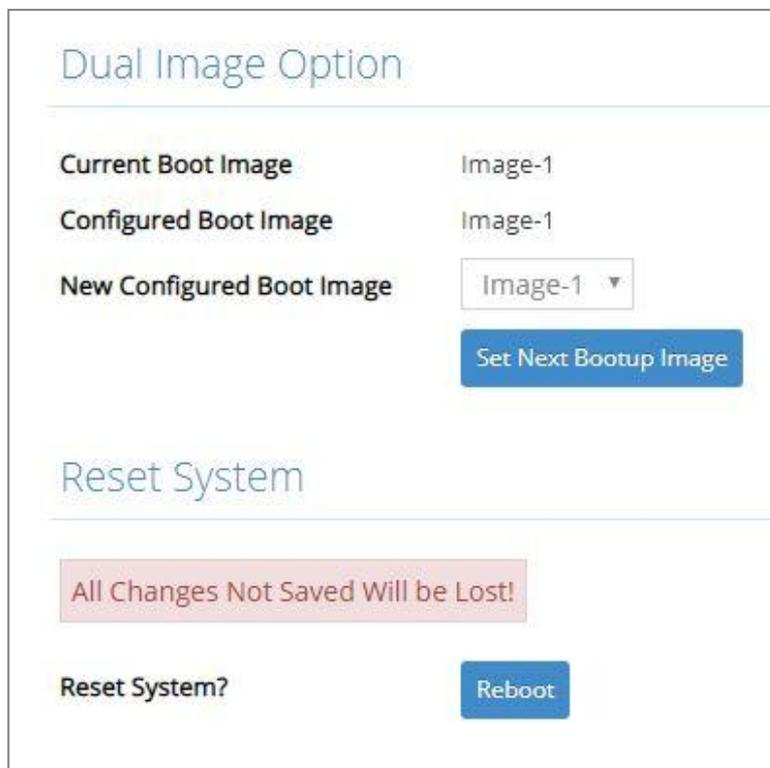 Dual Image Option
Current Boot Image Image-1
Configured Boot Image Image-1
New Configured Boot Image Image-1
Set Next Bootup Image
Reset System
All Changes Not Saved Will be Lost!
Reset System? Reboot